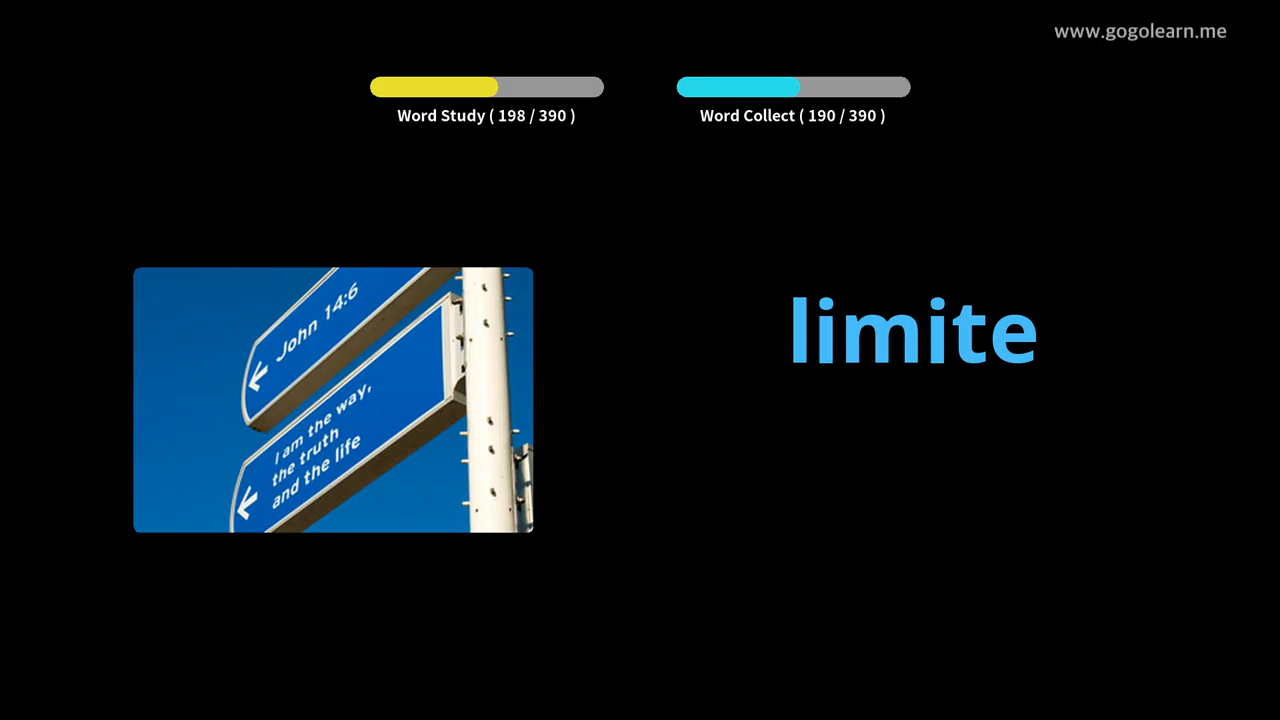 www.gogolearn.me
Word Study ( 198 / 390 )
Word Collect ( 190 / 390 )
John 14:6
I am the way,
the truth
and the life
limite